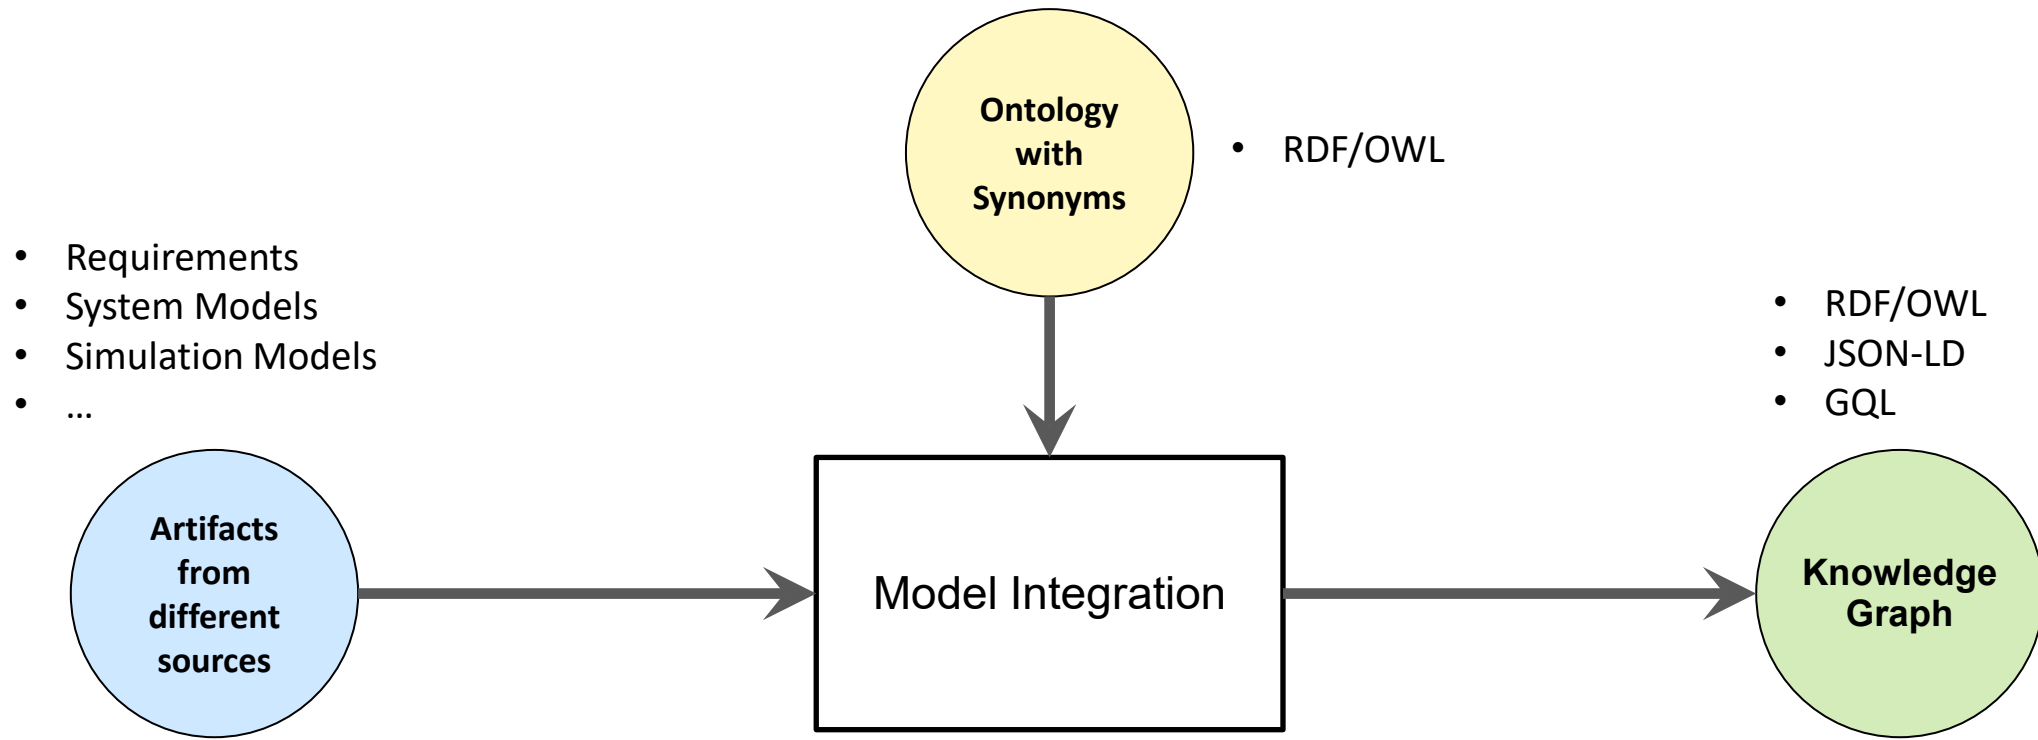 Ontology
with
Synonyms
• RDF/OWL
• Requirements
• System Models
• Simulation Models
• …
• RDF/OWL
• JSON-LD
• GQL
Artifacts
from
different
sources
Model Integration
Knowledge
Graph